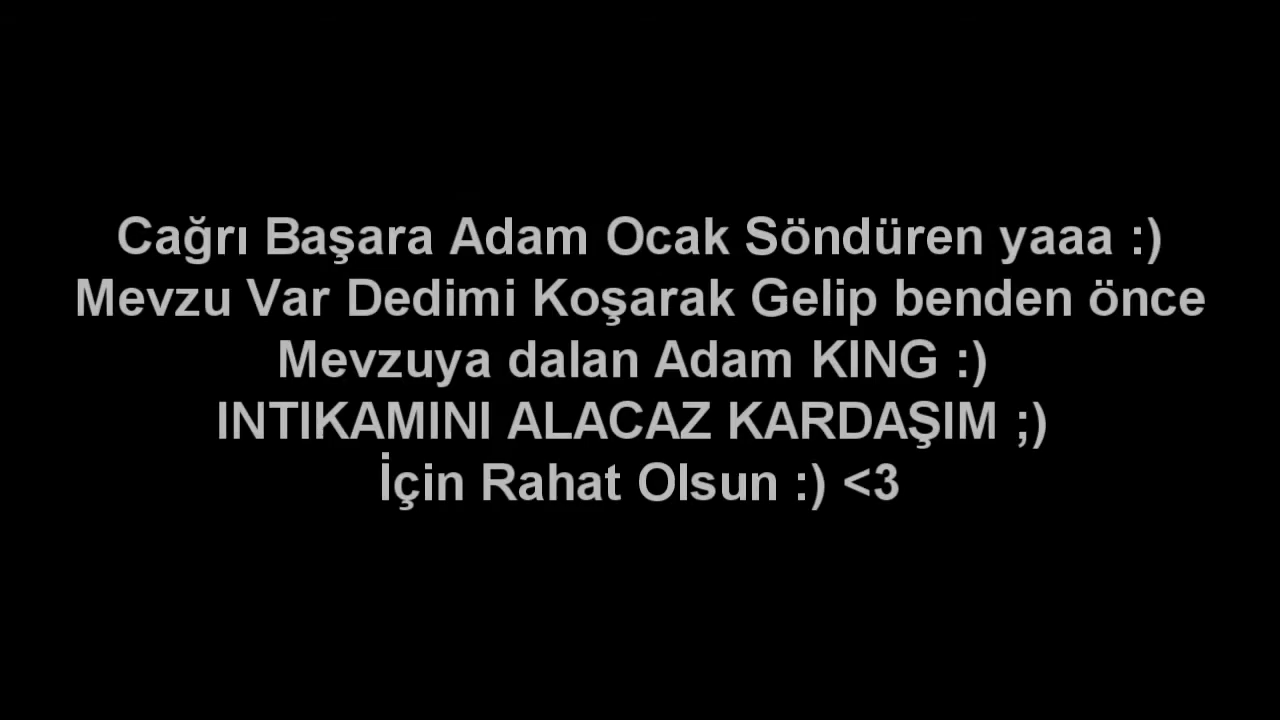 Cağrı Başara Adam Ocak Söndüren yaaa :)
Mevzu Var Dedimi Koşarak Gelip benden önce
Mevzuya dalan Adam KING :)
INTIKAMINI ALACAZ KARDAŞIM ;)
İçin Rahat Olsun :) <3